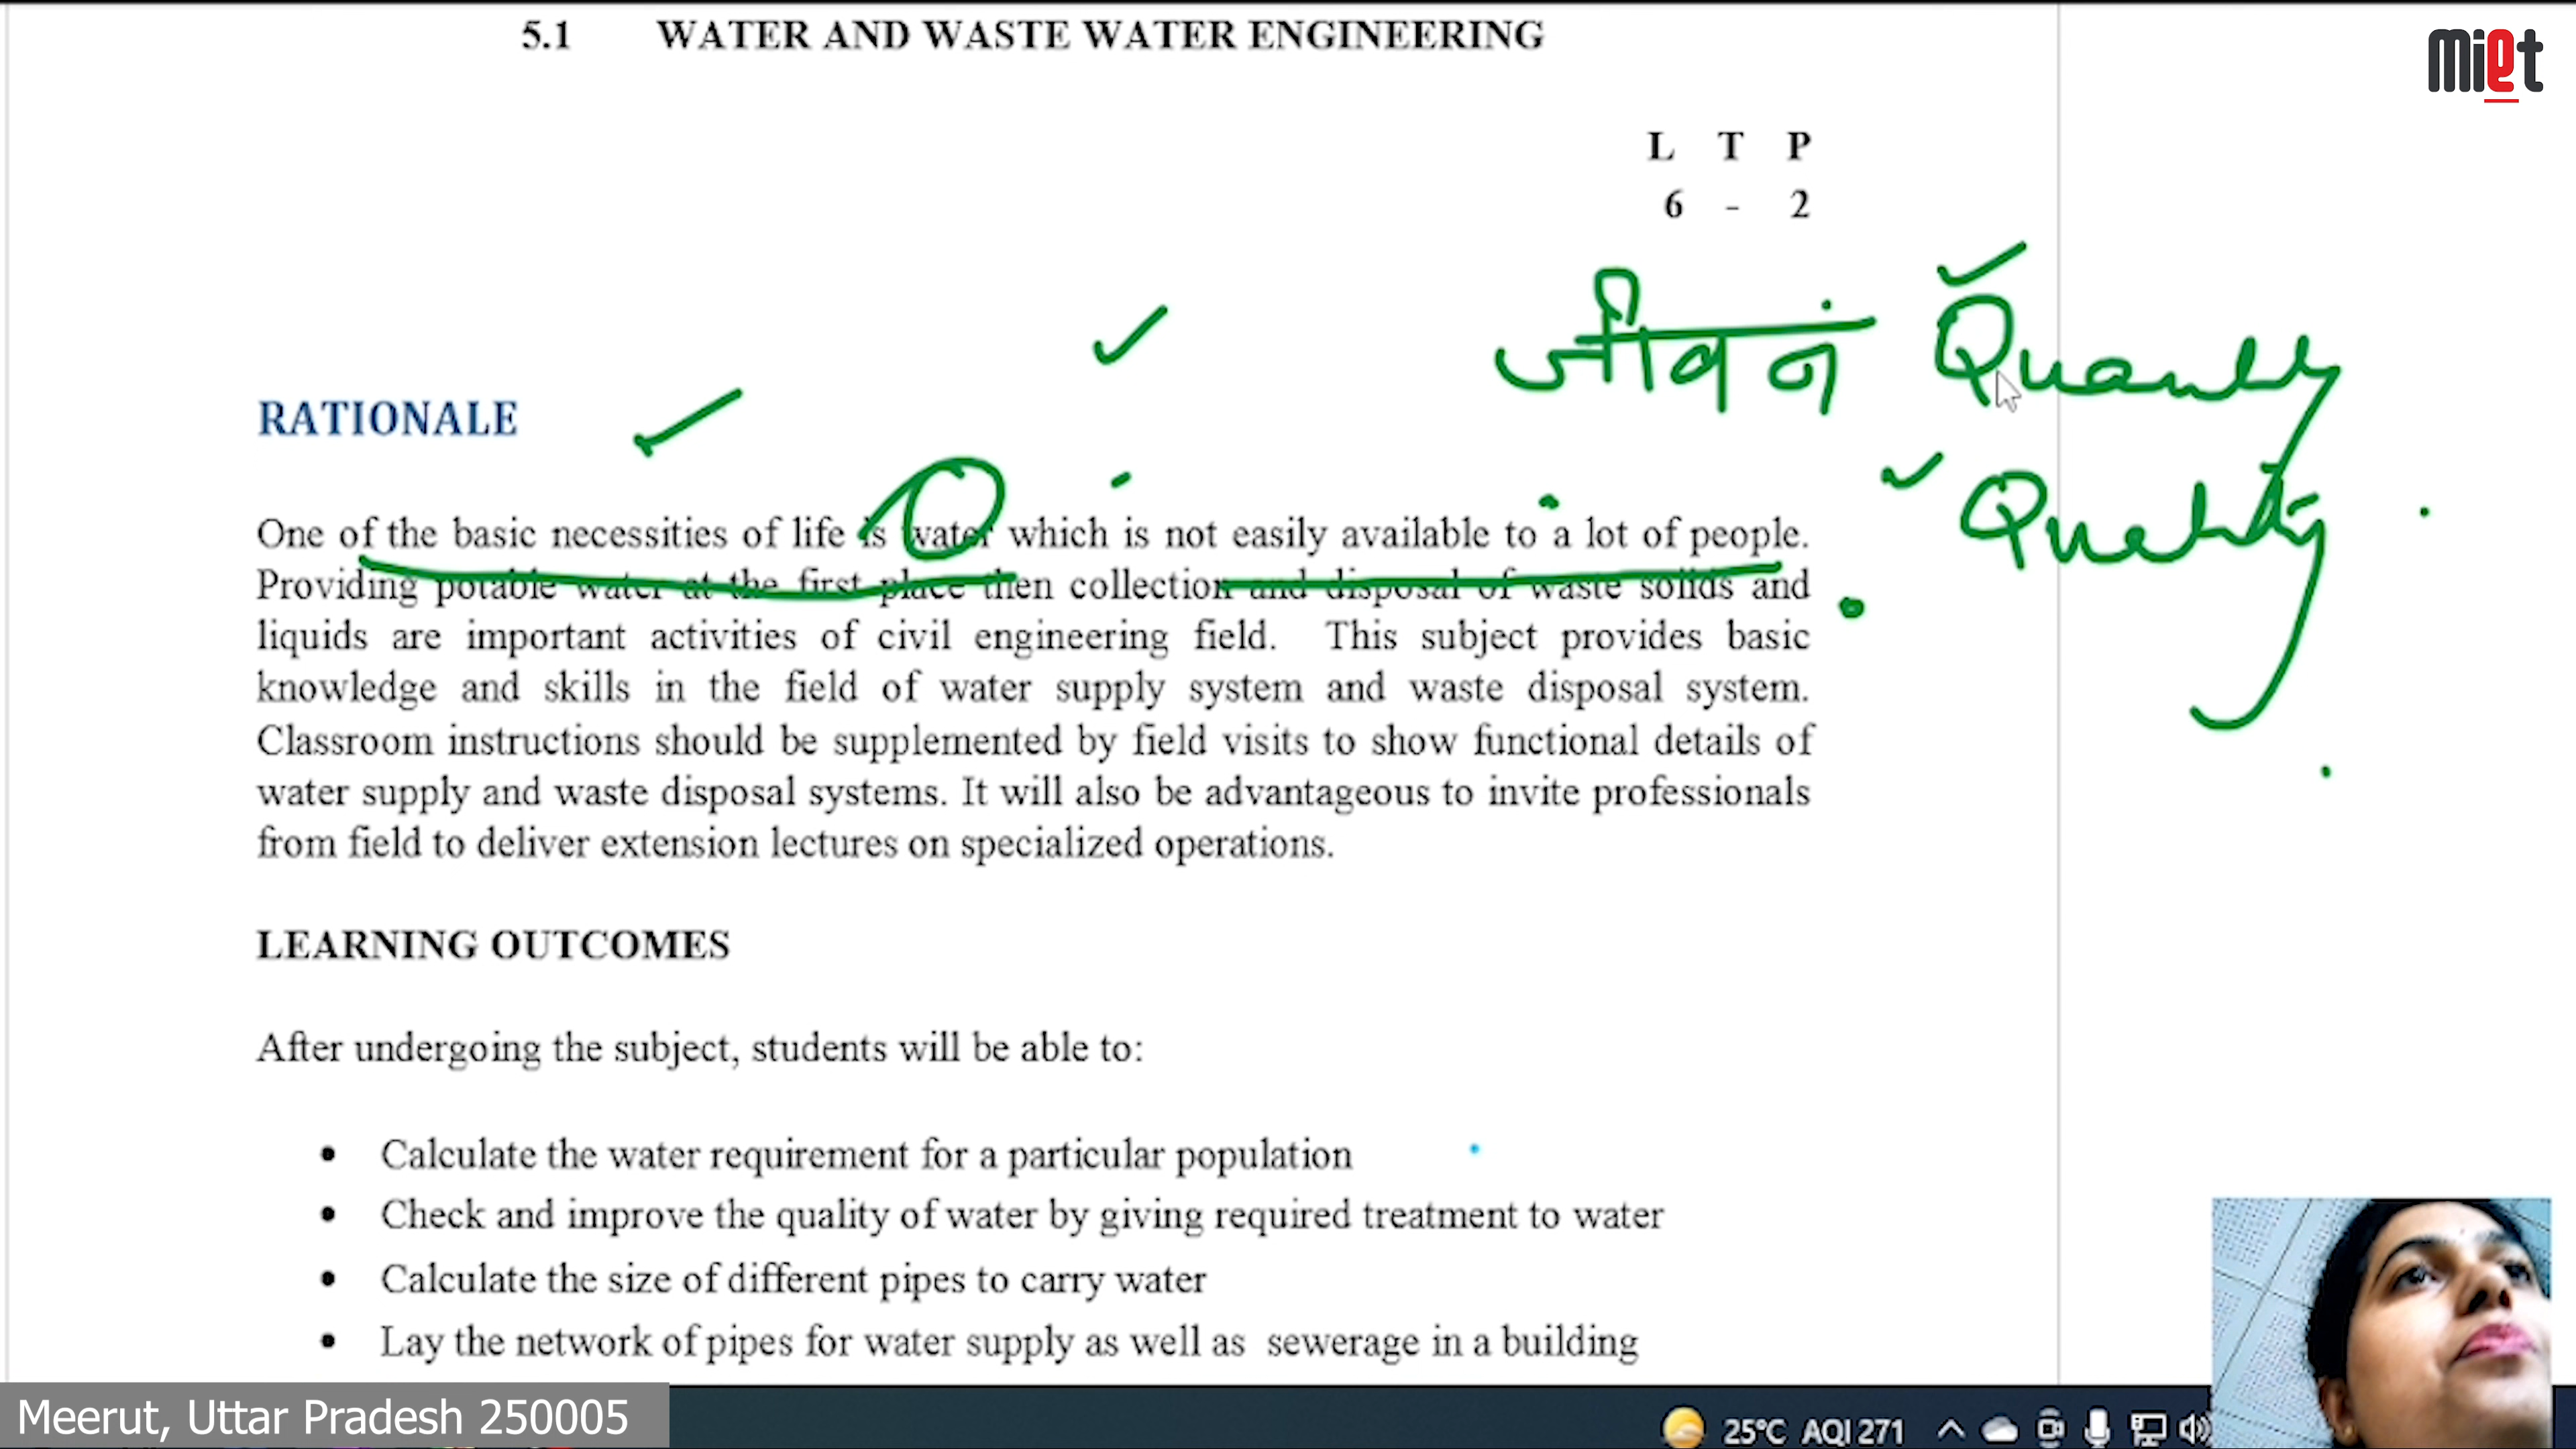 5.1 WATER AND WASTE WATER ENGINEERING
miet
L T P
6 - 2
जीवन Quantity
RATIONALE
Quality
One of the basic necessities of life is water which is not easily available to a lot of people.
Providing potable water at the first place then collection and disposal of waste solids and
liquids are important activities of civil engineering field. This subject provides basic
knowledge and skills in the field of water supply system and waste disposal system.
Classroom instructions should be supplemented by field visits to show functional details of
water supply and waste disposal systems. It will also be advantageous to invite professionals
from field to deliver extension lectures on specialized operations.
LEARNING OUTCOMES
After undergoing the subject, students will be able to:
• Calculate the water requirement for a particular population
• Check and improve the quality of water by giving required treatment to water
• Calculate the size of different pipes to carry water
• Lay the network of pipes for water supply as well as sewerage in a building
Meerut, Uttar Pradesh 250005
25°C AQI 271